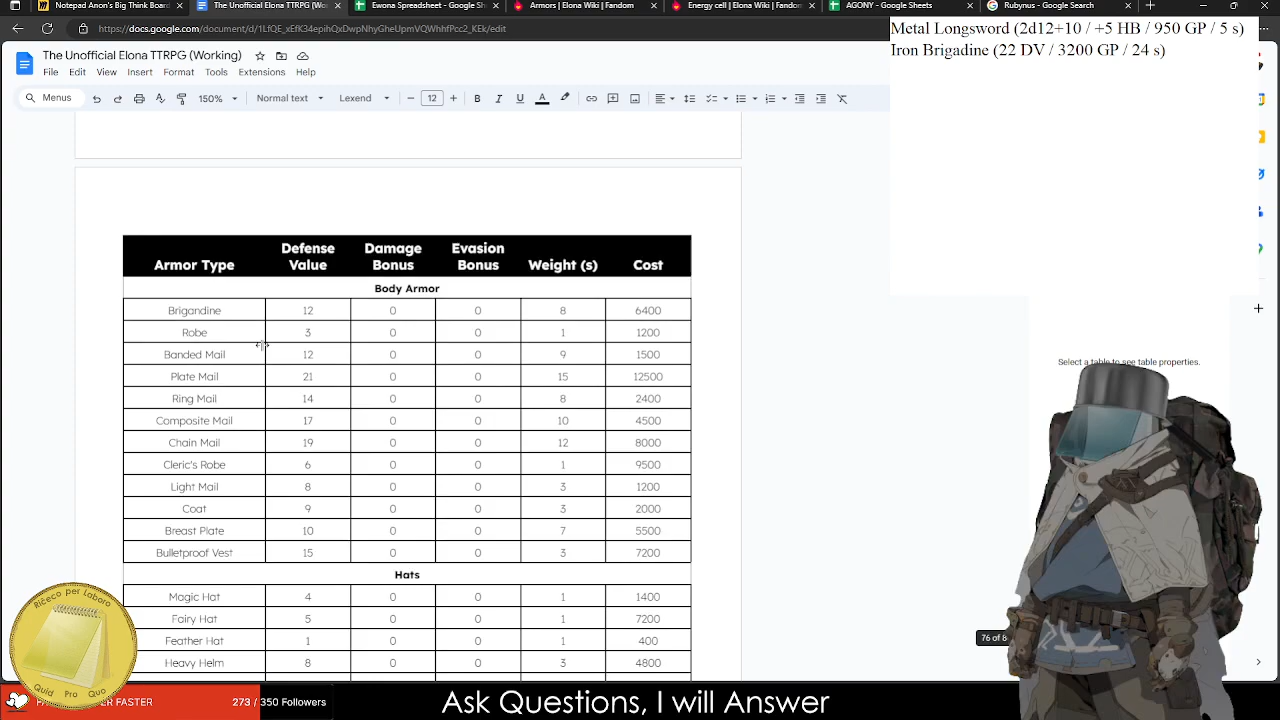 Notepad Anon's Big Think Board
The Unofficial Elona TTRPG (Wor
Ewona Spreadsheet - Google Sh
Armors | Elona Wiki | Fandom
Energy cell | Elona Wiki | Fandom
AGONY - Google Sheets
Rubynus - Google Search
https://docs.google.com/document/d/1LfQE_xEfK34epihQxDwpNhyGheUpmVQWhhfPcc2_KEk/edit
Metal Longsword (2d12+10 / +5 HB / 950 GP / 5 s)
Iron Brigadine (22 DV / 3200 GP / 24 s)
The Unofficial Elona TTRPG (Working)
File Edit View Insert Format Tools Extensions Help
Menus 150% Normal text Lexend 12
Armor Type Defense Value Damage Bonus Evasion Bonus Weight (s) Cost
Body Armor
Brigandine 12 0 0 8 6400
Robe 3 0 0 1 1200
Banded Mail 12 0 0 9 1500
Plate Mail 21 0 0 15 12500
Ring Mail 14 0 0 8 2400
Composite Mail 17 0 0 10 4500
Chain Mail 19 0 0 12 8000
Cleric's Robe 6 0 0 1 9500
Light Mail 8 0 0 3 1200
Coat 9 0 0 3 2000
Breast Plate 10 0 0 7 5500
Bulletproof Vest 15 0 0 3 7200
Hats
Magic Hat 4 0 0 1 1400
Fairy Hat 5 0 0 1 7200
Feather Hat 1 0 0 1 400
Heavy Helm 8 0 0 3 4800
Select a table to see table properties.
76 of 8
Quid Pro Quo
FASTER
273 / 350 Followers
Ask Questions, I will Answer